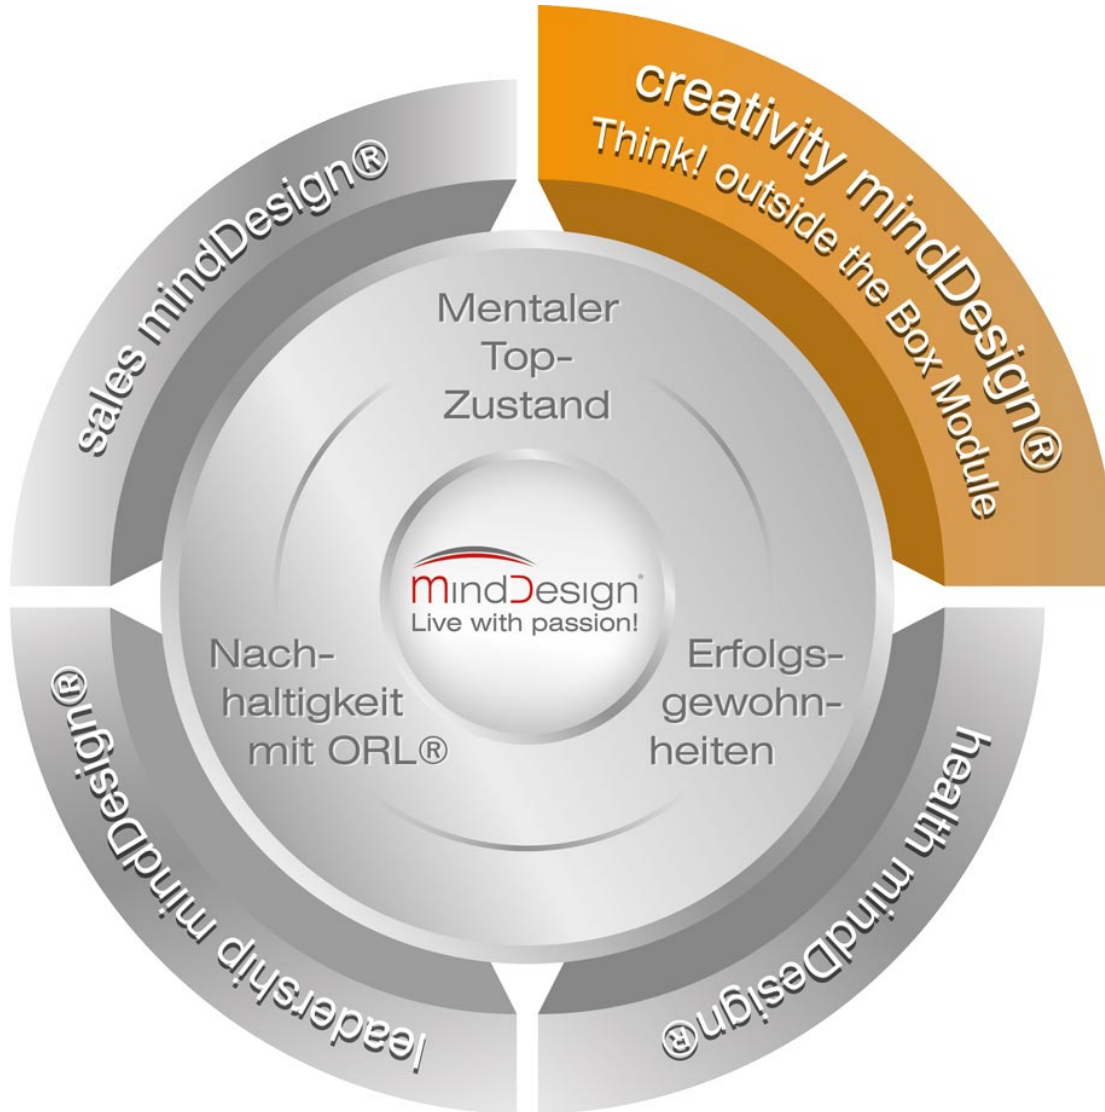 creativity mindDesign®
Think! outside the Box Module
sales mindDesign®
Mentaler
Top-
Zustand
mindDesign®
Live with passion!
Nach-
haltigkeit
mit ORL®
Erfolgs-
gewohn-
heiten
leadership mindDesign®
health mindDesign®